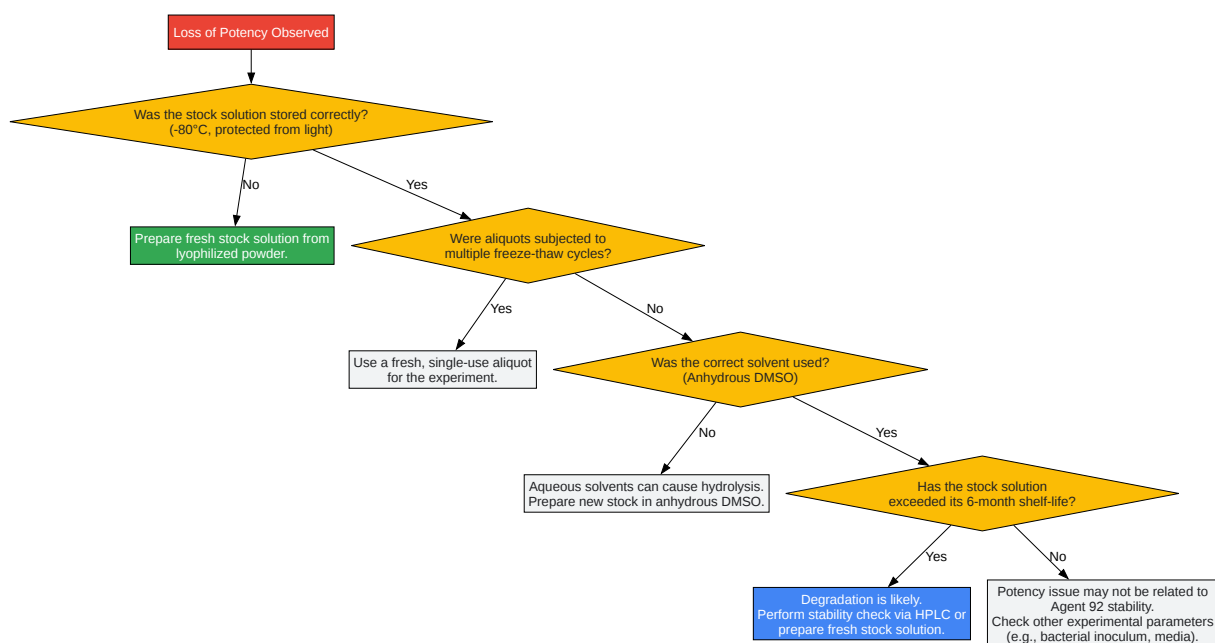 Loss of Potency Observed
Was the stock solution stored correctly?
(-80°C, protected from light)
No
Yes
Prepare fresh stock solution from
lyophilized powder.
Were aliquots subjected to
multiple freeze-thaw cycles?
Yes
No
Use a fresh, single-use aliquot
for the experiment.
Was the correct solvent used?
(Anhydrous DMSO)
No
Yes
Aqueous solvents can cause hydrolysis.
Prepare new stock in anhydrous DMSO.
Has the stock solution
exceeded its 6-month shelf-life?
Yes
No
Degradation is likely.
Perform stability check via HPLC or
prepare fresh stock solution.
Potency issue may not be related to
Agent 92 stability.
Check other experimental parameters
(e.g., bacterial inoculum, media).